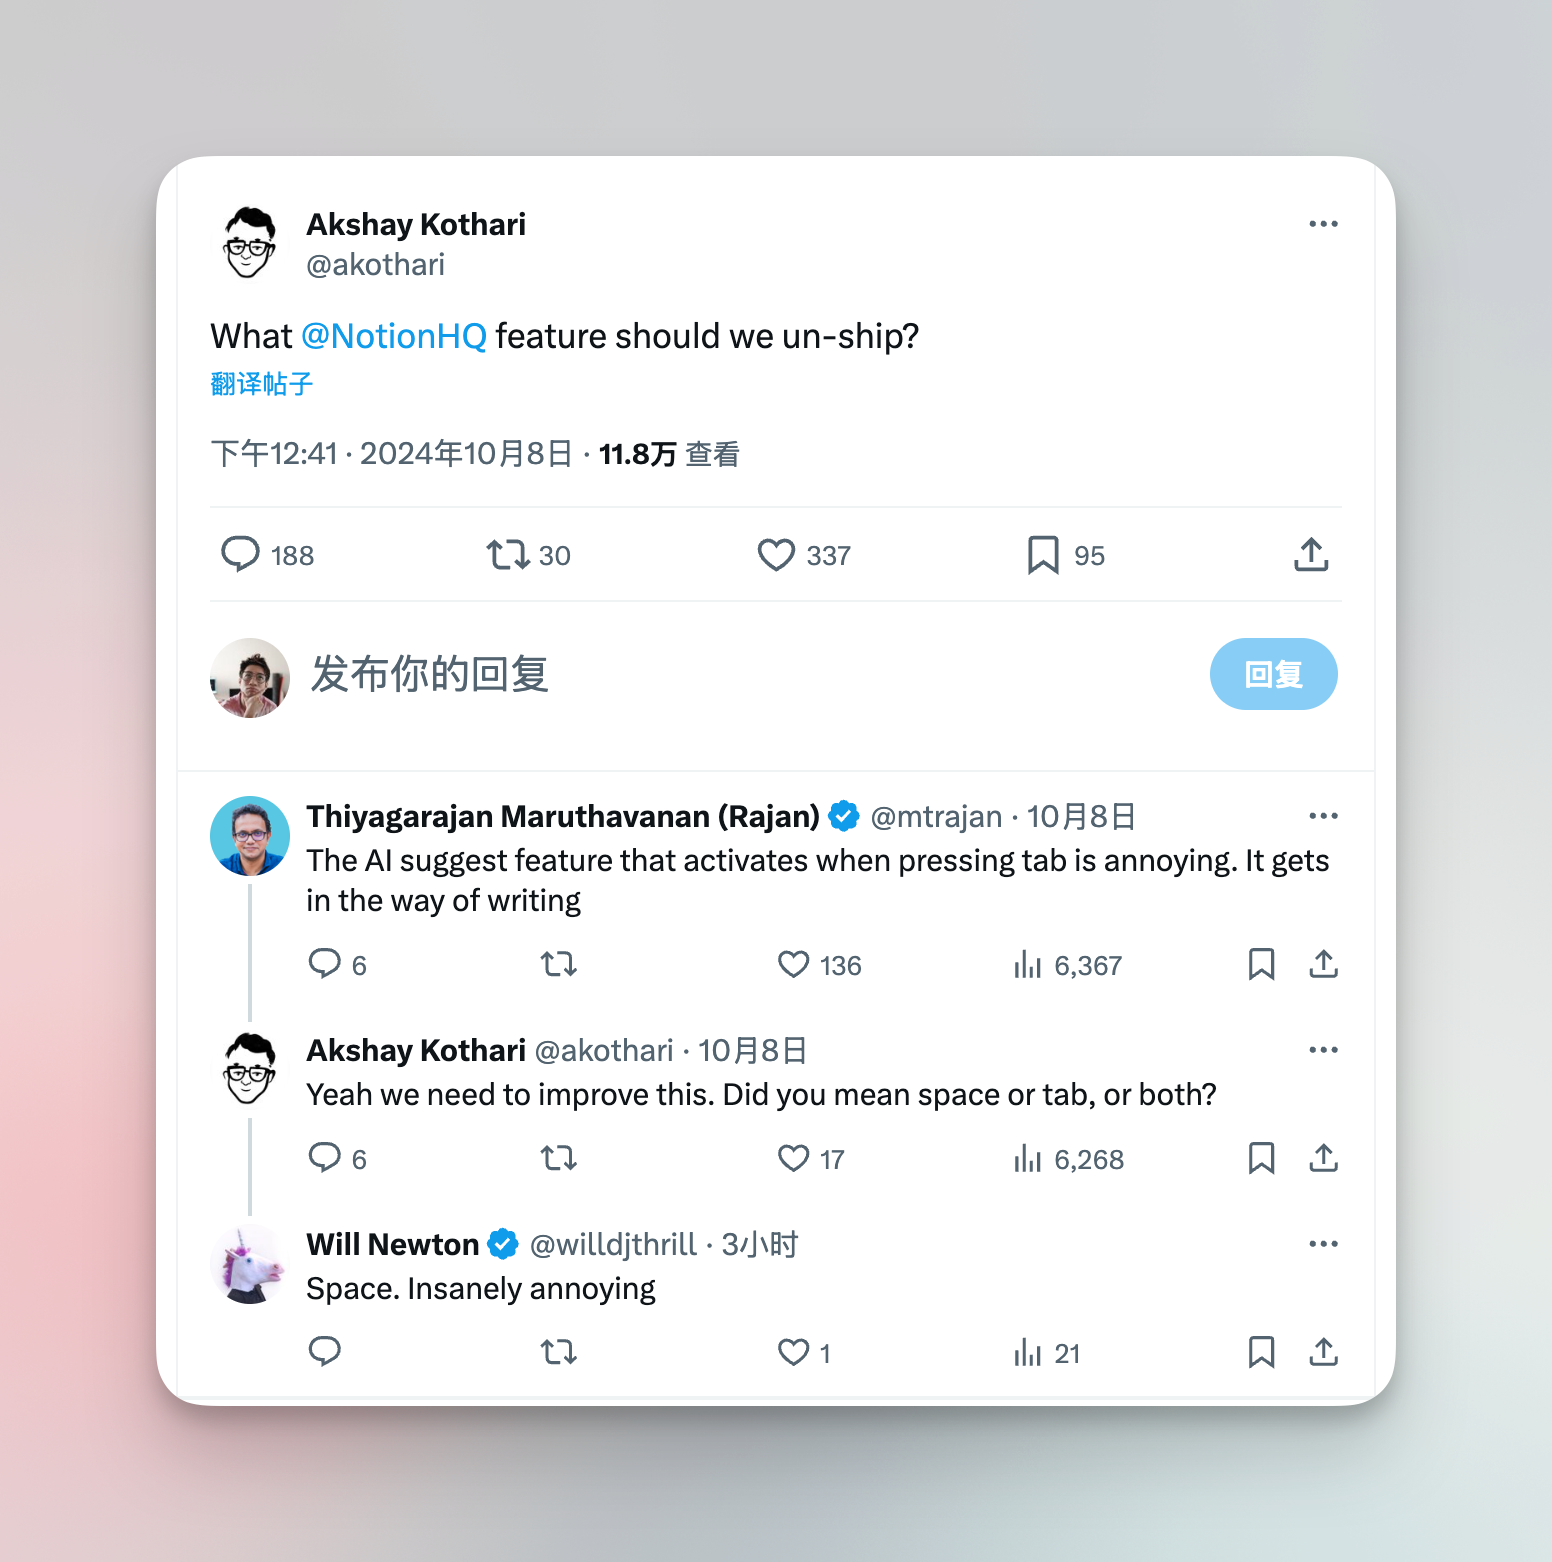 Akshay Kothari
@akothari
What @NotionHQ feature should we un-ship?
翻译帖子
下午12:41 · 2024年10月8日 · 11.8万 查看
188 30 337 95
发布你的回复 回复
Thiyagarajan Maruthavanan (Rajan) @mtrajan · 10月8日
The AI suggest feature that activates when pressing tab is annoying. It gets
in the way of writing
6 136 6,367
Akshay Kothari @akothari · 10月8日
Yeah we need to improve this. Did you mean space or tab, or both?
6 17 6,268
Will Newton @willdjthrill · 3小时
Space. Insanely annoying
1 21